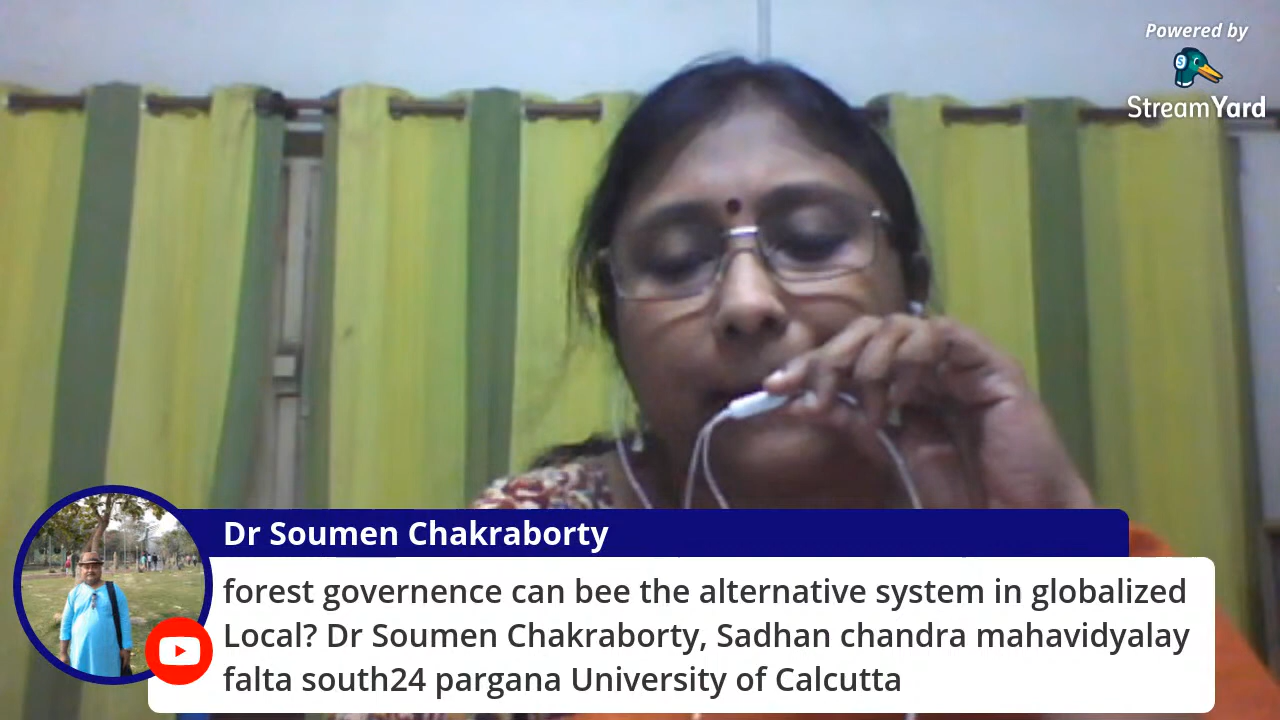 Powered by
StreamYard
Dr Soumen Chakraborty
forest governence can bee the alternative system in globalized
Local? Dr Soumen Chakraborty, Sadhan chandra mahavidyalay
falta south24 pargana University of Calcutta